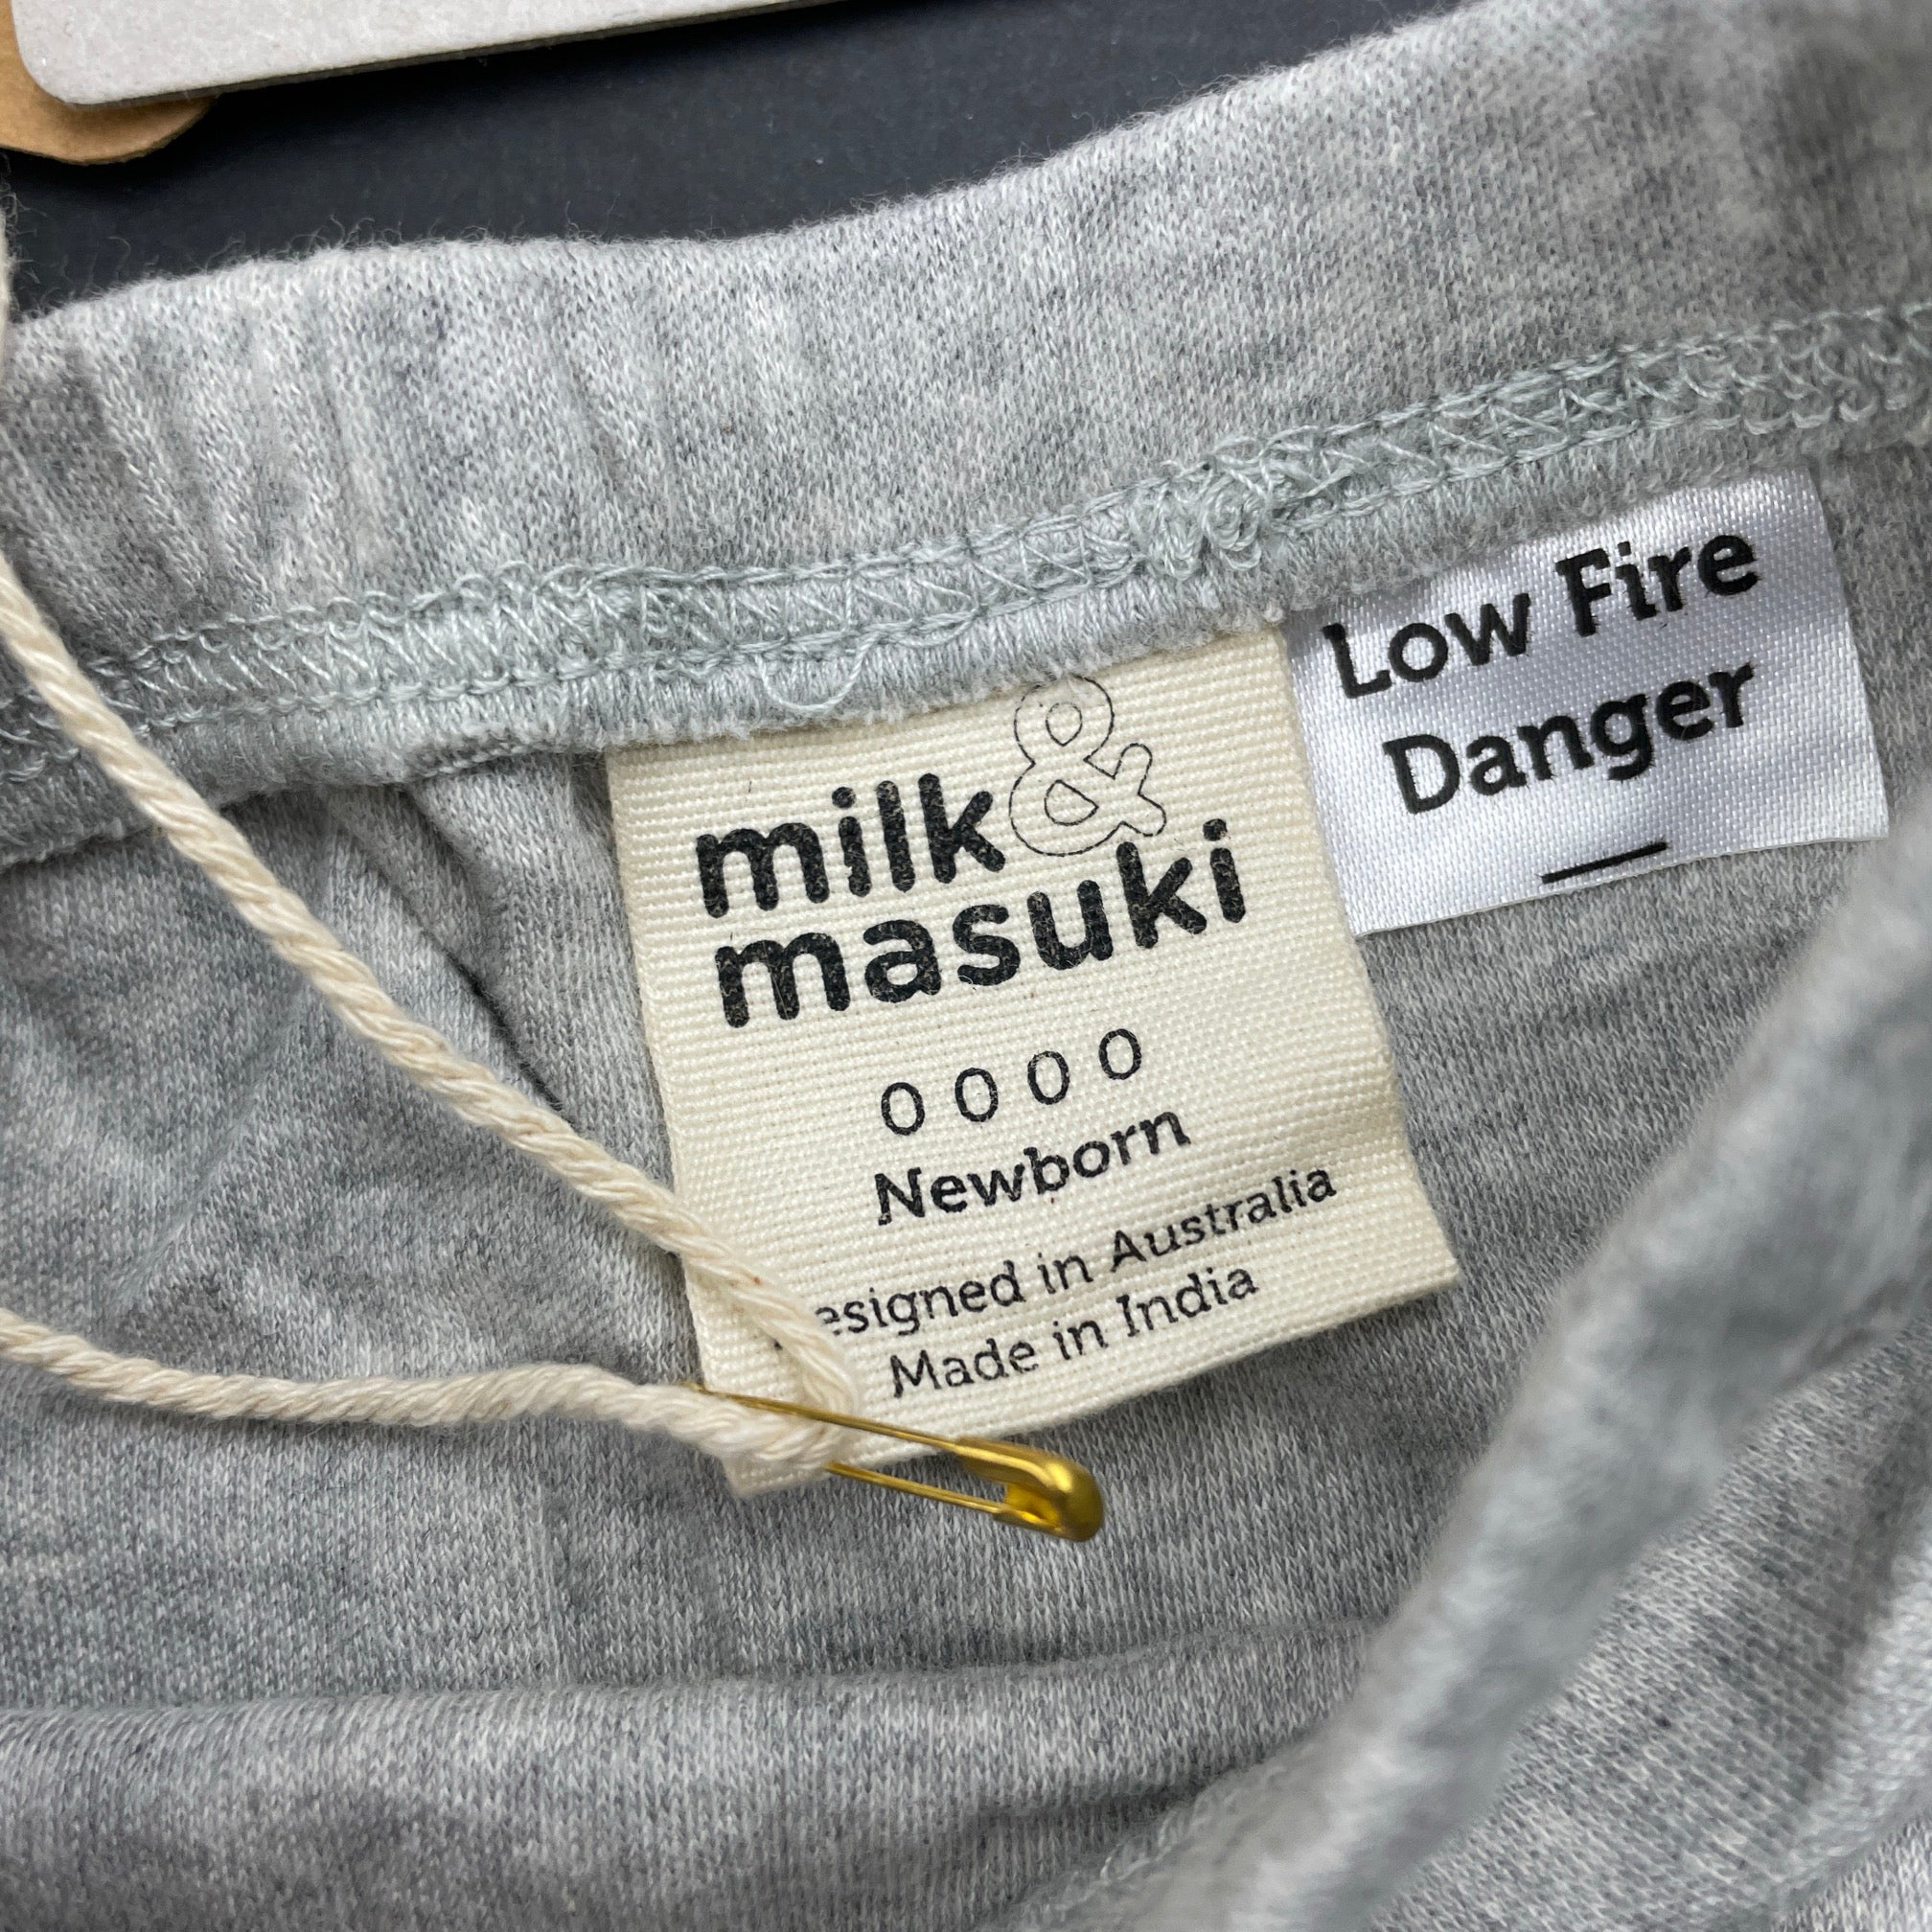 milk &
masuki
0000
Newborn
esigned in Australia
Made in India
Low Fire
Danger